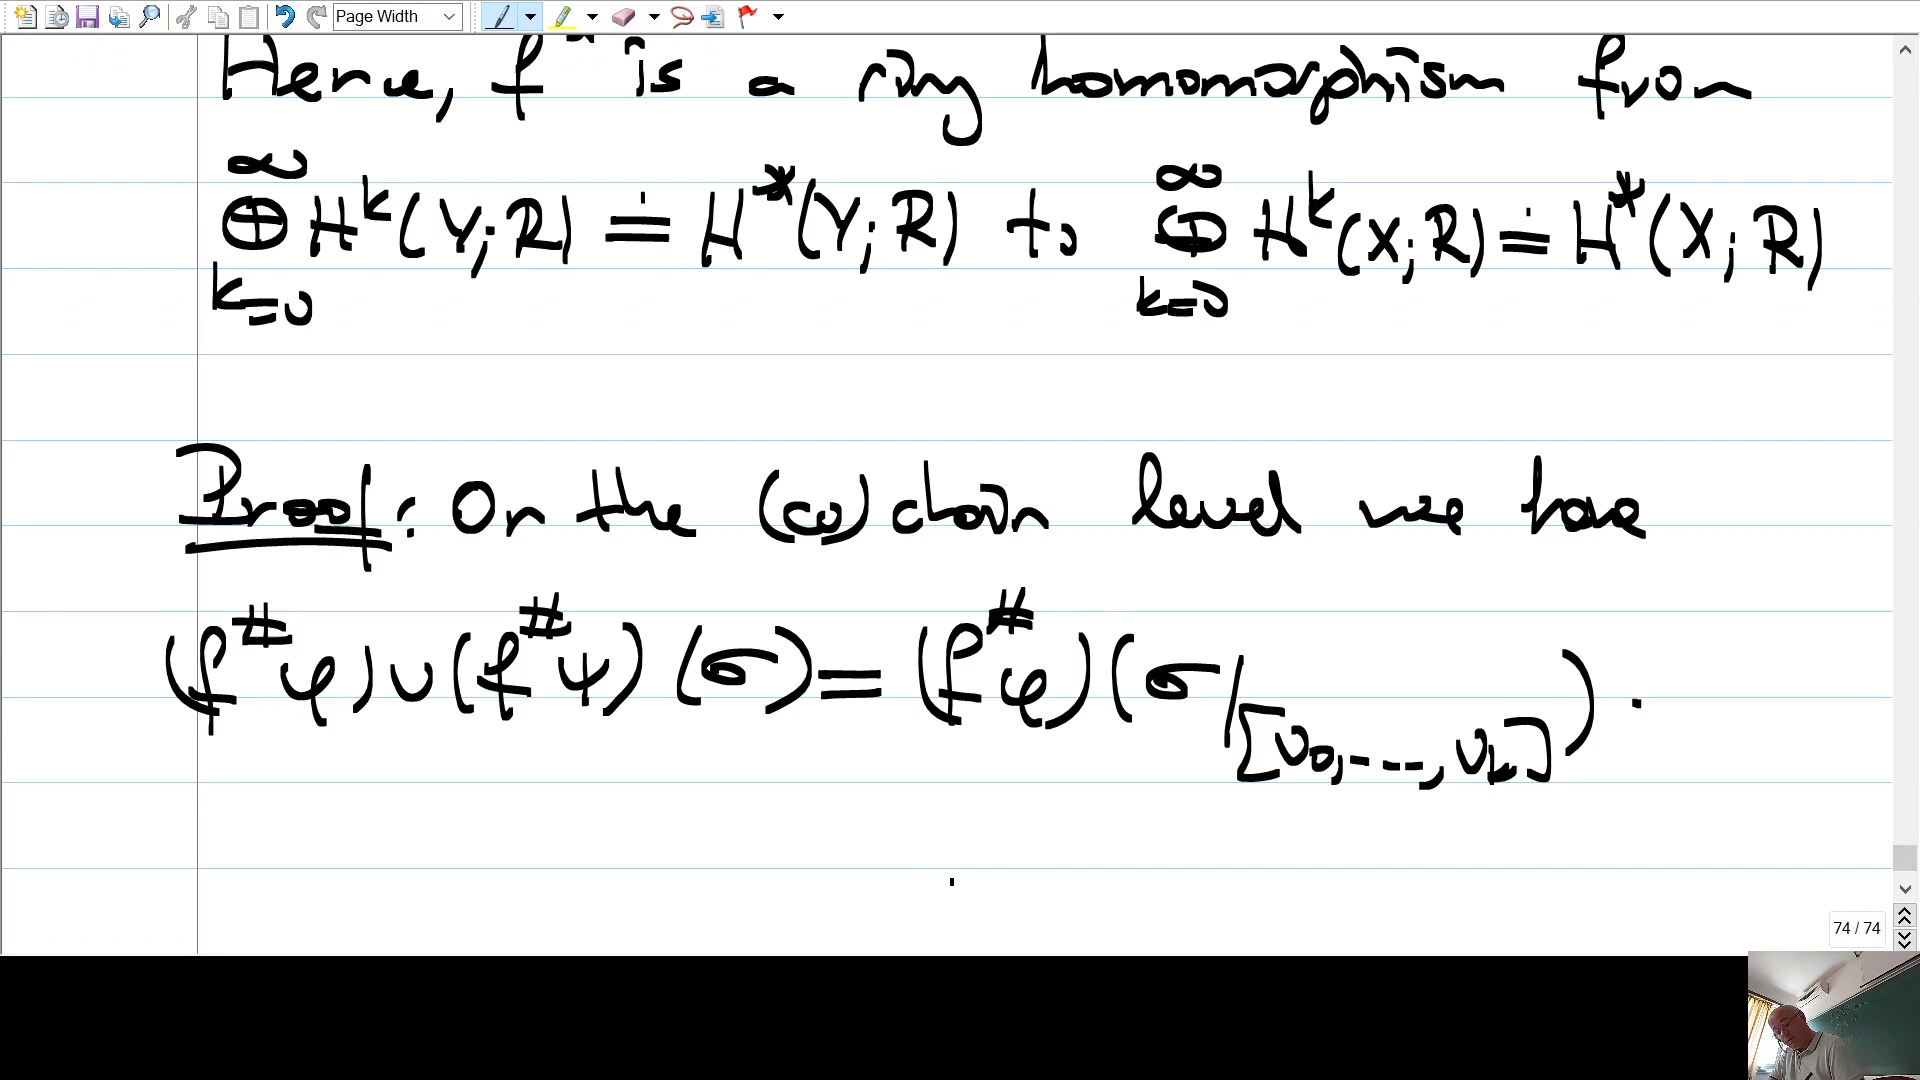 Page Width
Hence, f* is a ring homomorphism from
∞ ∞
⊕ H^k(Y;R) ≐ H^*(Y;R) to ⊕ H^k(X;R) ≐ H^*(X;R)
k=0 k=0
Proof: On the (co)chain level we have
(f^# φ) ∪ (f^# ψ) (σ) = (f^# φ)(σ/[v_0,...,v_k]) ·
74 / 74